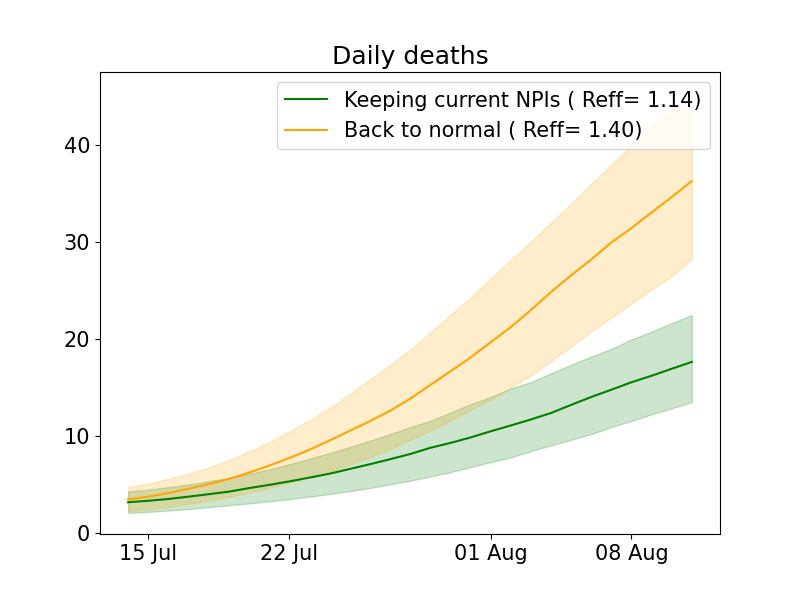 Daily deaths
Keeping current NPIs ( Reff= 1.14)
Back to normal ( Reff= 1.40)
40
30
20
10
0
15 Jul 22 Jul 01 Aug 08 Aug